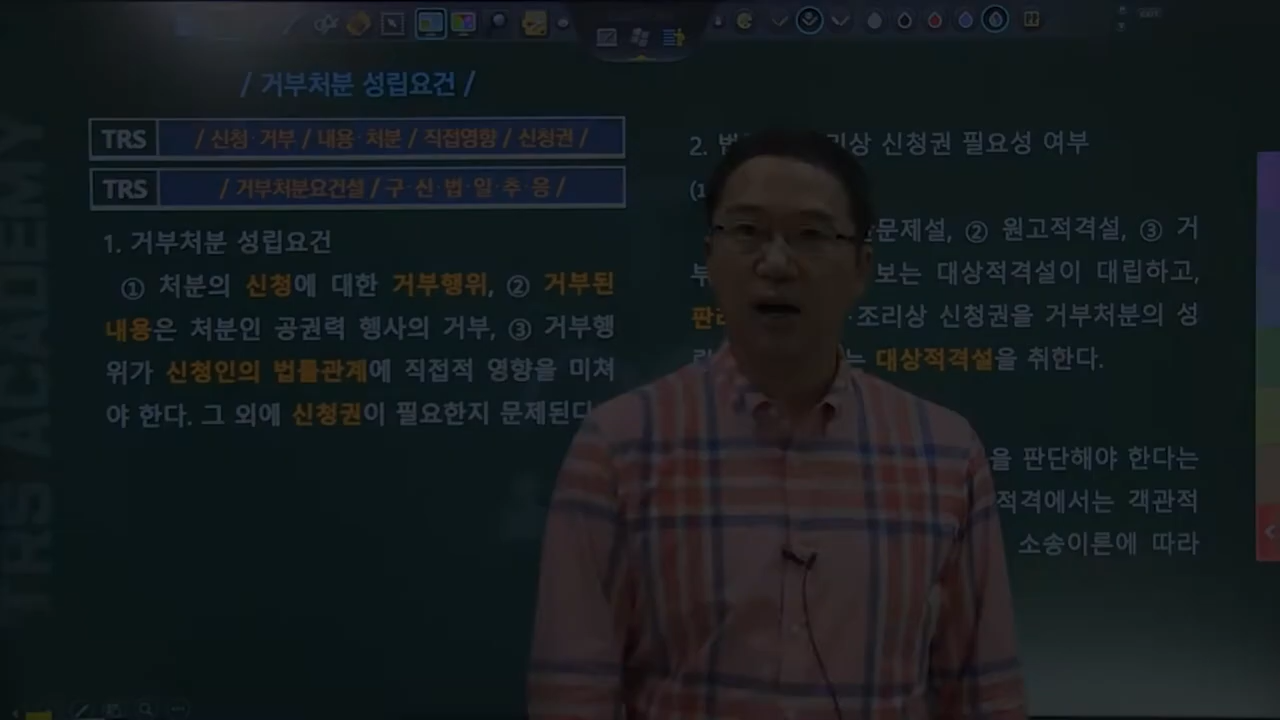 / 거부처분 성립요건 /
TRS / 신청·거부 / 내용·처분 / 직접영향 / 신청권 /
TRS / 거부처분요건설 / 구·신·법·일·추·응 /
1. 거부처분 성립요건
① 처분의 신청에 대한 거부행위, ② 거부된
내용은 처분인 공권력 행사의 거부, ③ 거부행
위가 신청인의 법률관계에 직접적 영향을 미쳐
야 한다. 그 외에 신청권이 필요한지 문제된다.
2. 리상 신청권 필요성 여부
(1
문제설, ② 원고적격설, ③ 거
보는 대상적격설이 대립하고,
조리상 신청권을 거부처분의 성
는 대상적격설을 취한다.
을 판단해야 한다는
적격에서는 객관적
소송이론에 따라
TRS ACADEMY